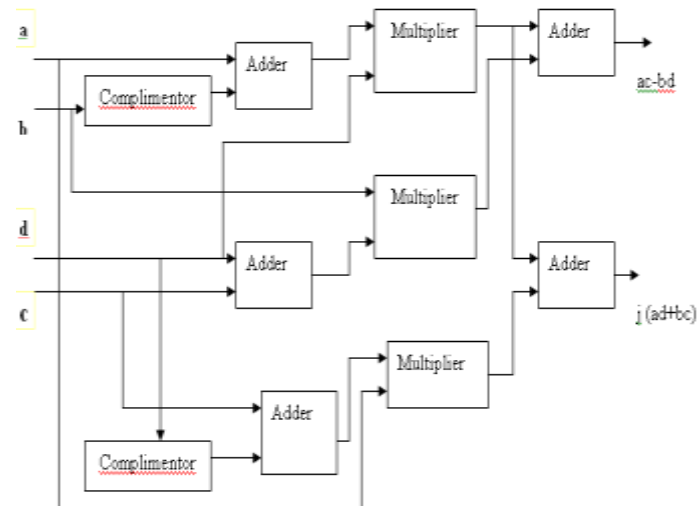 a
Multiplier
Adder
Adder
Complimentor
ac-bd
b
Multiplier
d
Adder
Adder
c
j (ad+bc)
Multiplier
Adder
Complimentor